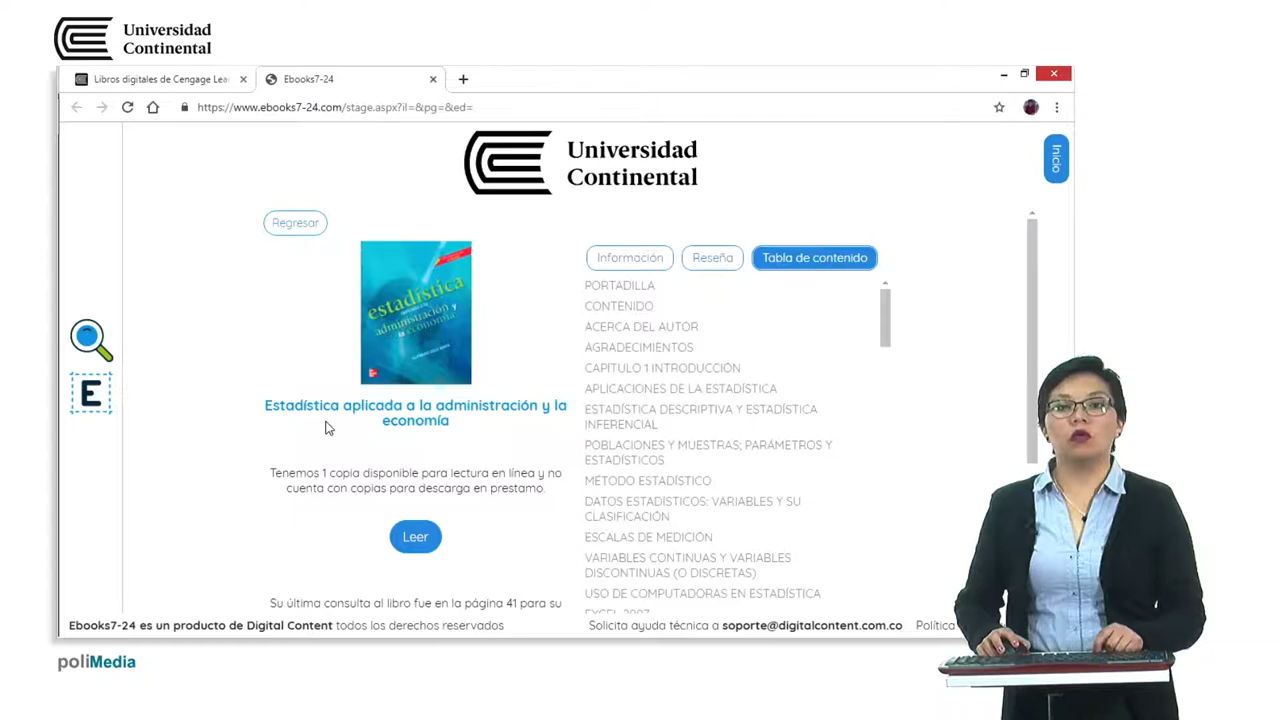 Universidad
Continental
Libros digitales de Cengage Lea
Ebooks7-24
https://www.ebooks7-24.com/stage.aspx?il=&pg=&ed=
Universidad
Continental
Inicio
Regresar
estadística
administración y
la economía
E
Estadística aplicada a la administración y la
economía
Tenemos 1 copia disponible para lectura en línea y no
cuenta con copias para descarga en prestamo.
Leer
Su última consulta al libro fue en la página 41 para su
Información
Reseña
Tabla de contenido
PORTADILLA
CONTENIDO
ACERCA DEL AUTOR
AGRADECIMIENTOS
CAPÍTULO 1 INTRODUCCIÓN
APLICACIONES DE LA ESTADÍSTICA
ESTADÍSTICA DESCRIPTIVA Y ESTADÍSTICA
INFERENCIAL
POBLACIONES Y MUESTRAS; PARÁMETROS Y
ESTADÍSTICOS
MÉTODO ESTADÍSTICO
DATOS ESTADÍSTICOS: VARIABLES Y SU
CLASIFICACIÓN
ESCALAS DE MEDICIÓN
VARIABLES CONTINUAS Y VARIABLES
DISCONTINUAS (O DISCRETAS)
USO DE COMPUTADORAS EN ESTADÍSTICA
EXCEL 2007
Ebooks7-24 es un producto de Digital Content todos los derechos reservados
Solicita ayuda técnica a soporte@digitalcontent.com.co
Política
poliMedia